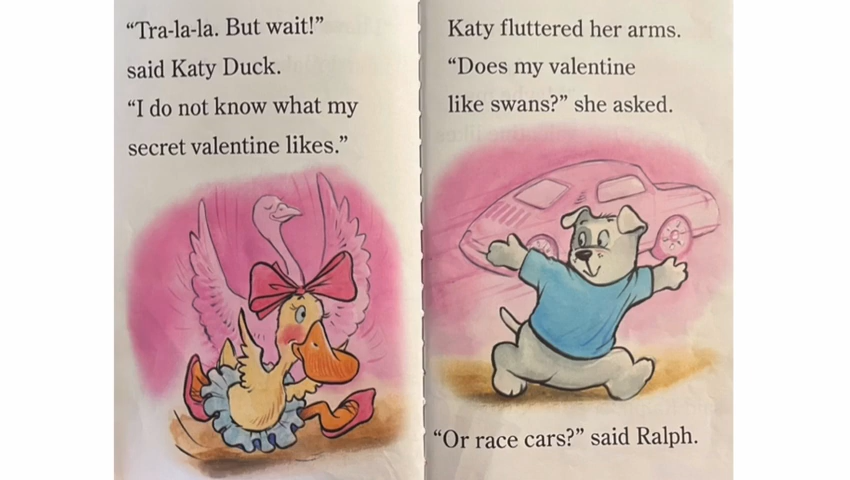 “Tra-la-la. But wait!”
said Katy Duck.
“I do not know what my
secret valentine likes.”
Katy fluttered her arms.
“Does my valentine
like swans?” she asked.
“Or race cars?” said Ralph.